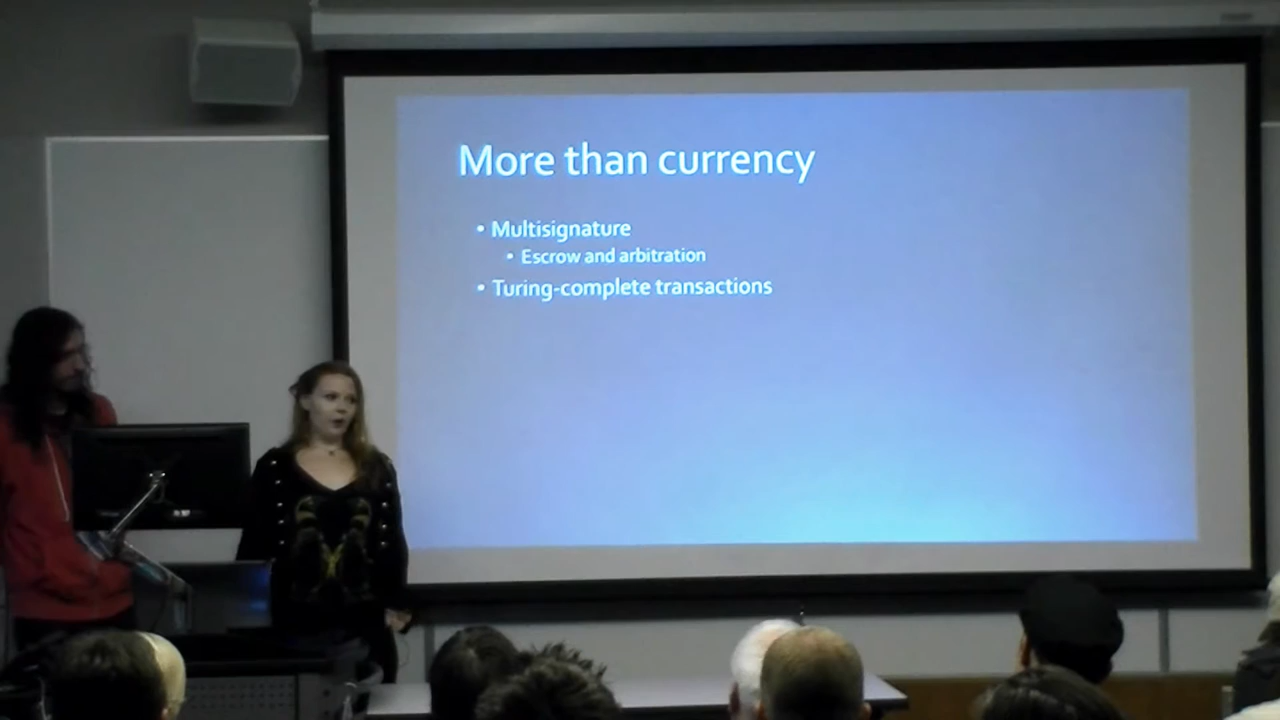 More than currency
• Multisignature
• Escrow and arbitration
• Turing-complete transactions